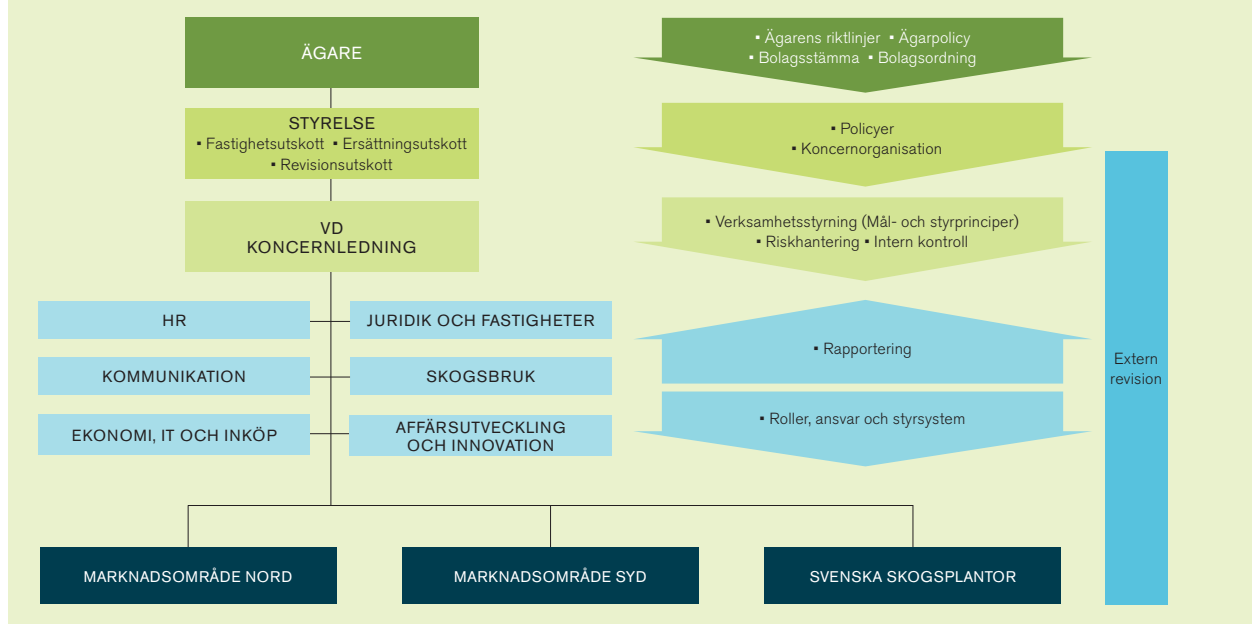 ÄGARE
STYRELSE
▪ Fastighetsutskott ▪ Ersättningsutskott
▪ Revisionsutskott
VD
KONCERNLEDNING
HR
JURIDIK OCH FASTIGHETER
KOMMUNIKATION
SKOGSBRUK
EKONOMI, IT OCH INKÖP
AFFÄRSUTVECKLING
OCH INNOVATION
MARKNADSOMRÅDE NORD
MARKNADSOMRÅDE SYD
SVENSKA SKOGSPLANTOR
▪ Ägarens riktlinjer ▪ Ägarpolicy
▪ Bolagsstämma ▪ Bolagsordning
▪ Policyer
▪ Koncernorganisation
▪ Verksamhetsstyrning (Mål- och styrprinciper)
▪ Riskhantering ▪ Intern kontroll
▪ Rapportering
▪ Roller, ansvar och styrsystem
Extern
revision